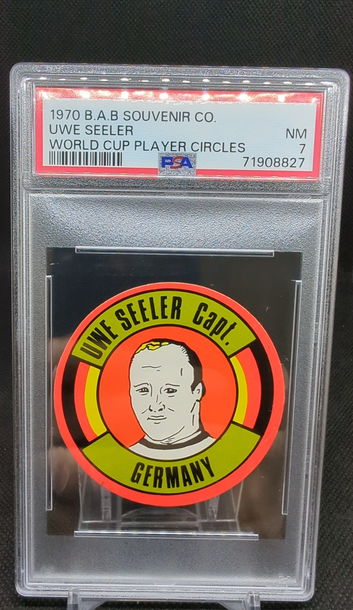 1970 B.A.B SOUVENIR CO.
UWE SEELER NM
WORLD CUP PLAYER CIRCLES 7
PSA 71908827
UWE SEELER Capt.
GERMANY